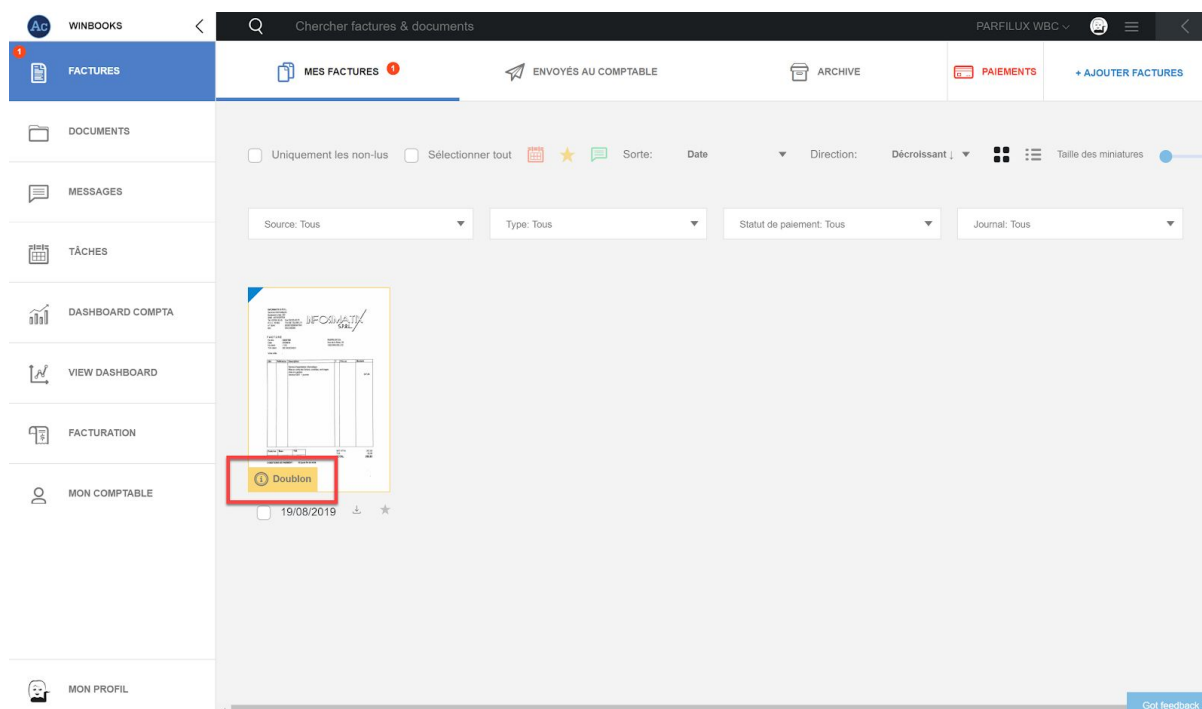 Ac WINBOOKS
Chercher factures & documents
PARFILUX WBC
1
FACTURES
MES FACTURES 1
ENVOYÉS AU COMPTABLE
ARCHIVE
PAIEMENTS
+ AJOUTER FACTURES
DOCUMENTS
MESSAGES
TÂCHES
DASHBOARD COMPTA
VIEW DASHBOARD
FACTURATION
MON COMPTABLE
MON PROFIL
Uniquement les non-lus Sélectionner tout Sorte: Date Direction: Décroissant ↓ Taille des miniatures
Source: Tous Type: Tous Statut de paiement: Tous Journal: Tous
INFORMATIX
S.P.R.L.
Doublon
19/08/2019
Got feedback